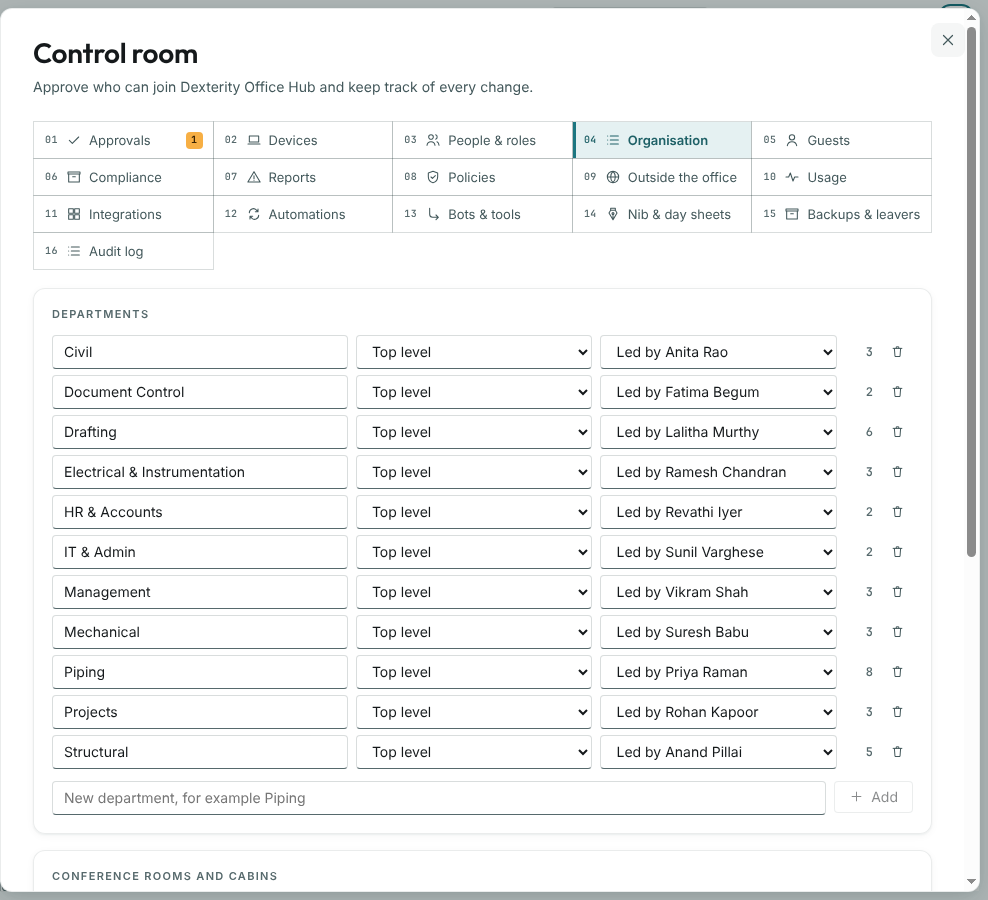 Control room
Approve who can join Dexterity Office Hub and keep track of every change.
01 Approvals 1 02 Devices 03 People & roles 04 Organisation 05 Guests
06 Compliance 07 Reports 08 Policies 09 Outside the office 10 Usage
11 Integrations 12 Automations 13 Bots & tools 14 Nib & day sheets 15 Backups & leavers
16 Audit log
DEPARTMENTS
Civil Top level Led by Anita Rao 3
Document Control Top level Led by Fatima Begum 2
Drafting Top level Led by Lalitha Murthy 6
Electrical & Instrumentation Top level Led by Ramesh Chandran 3
HR & Accounts Top level Led by Revathi Iyer 2
IT & Admin Top level Led by Sunil Varghese 2
Management Top level Led by Vikram Shah 3
Mechanical Top level Led by Suresh Babu 3
Piping Top level Led by Priya Raman 8
Projects Top level Led by Rohan Kapoor 3
Structural Top level Led by Anand Pillai 5
New department, for example Piping + Add
CONFERENCE ROOMS AND CABINS